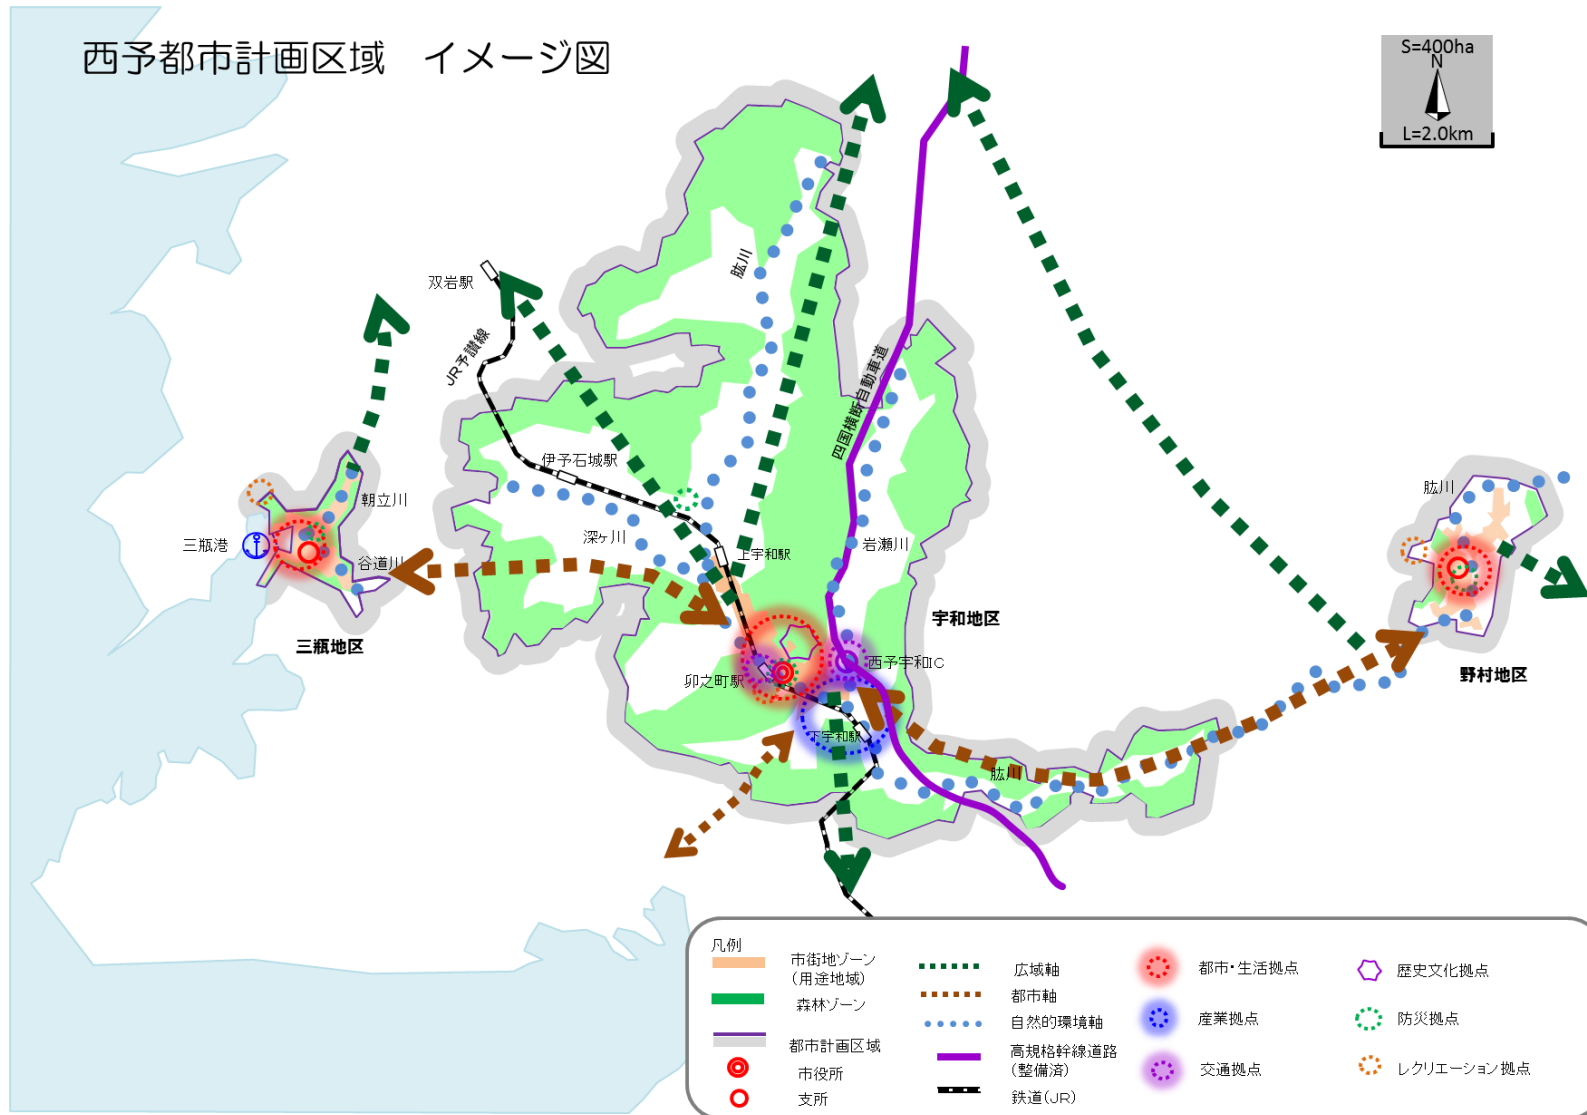 西予都市計画区域　イメージ図
S=400ha
N
L=2.0km
双岩駅
JR予讃線
肱川
四国横断自動車道
伊予石城駅
朝立川
三瓶港
谷道川
三瓶地区
深ヶ川
上宇和駅
岩瀬川
宇和地区
卯之町駅
西予宇和IC
下宇和駅
肱川
肱川
野村地区
凡例
市街地ゾーン
(用途地域)
森林ゾーン
都市計画区域
市役所
支所
広域軸
都市軸
自然的環境軸
高規格幹線道路
(整備済)
鉄道(JR)
都市・生活拠点
産業拠点
交通拠点
歴史文化拠点
防災拠点
レクリエーション拠点